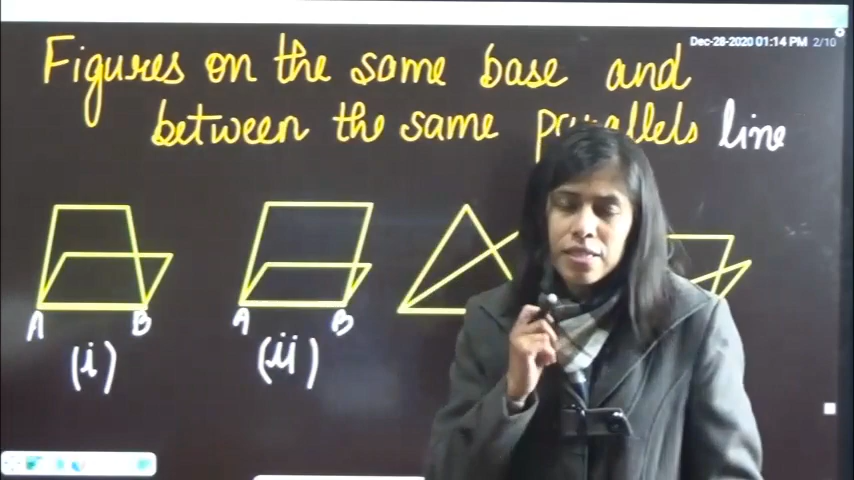 Dec-28-2020 01:14 PM 2/10
Figures on the same base and
between the same parallels line
A B A B
(i) (ii)